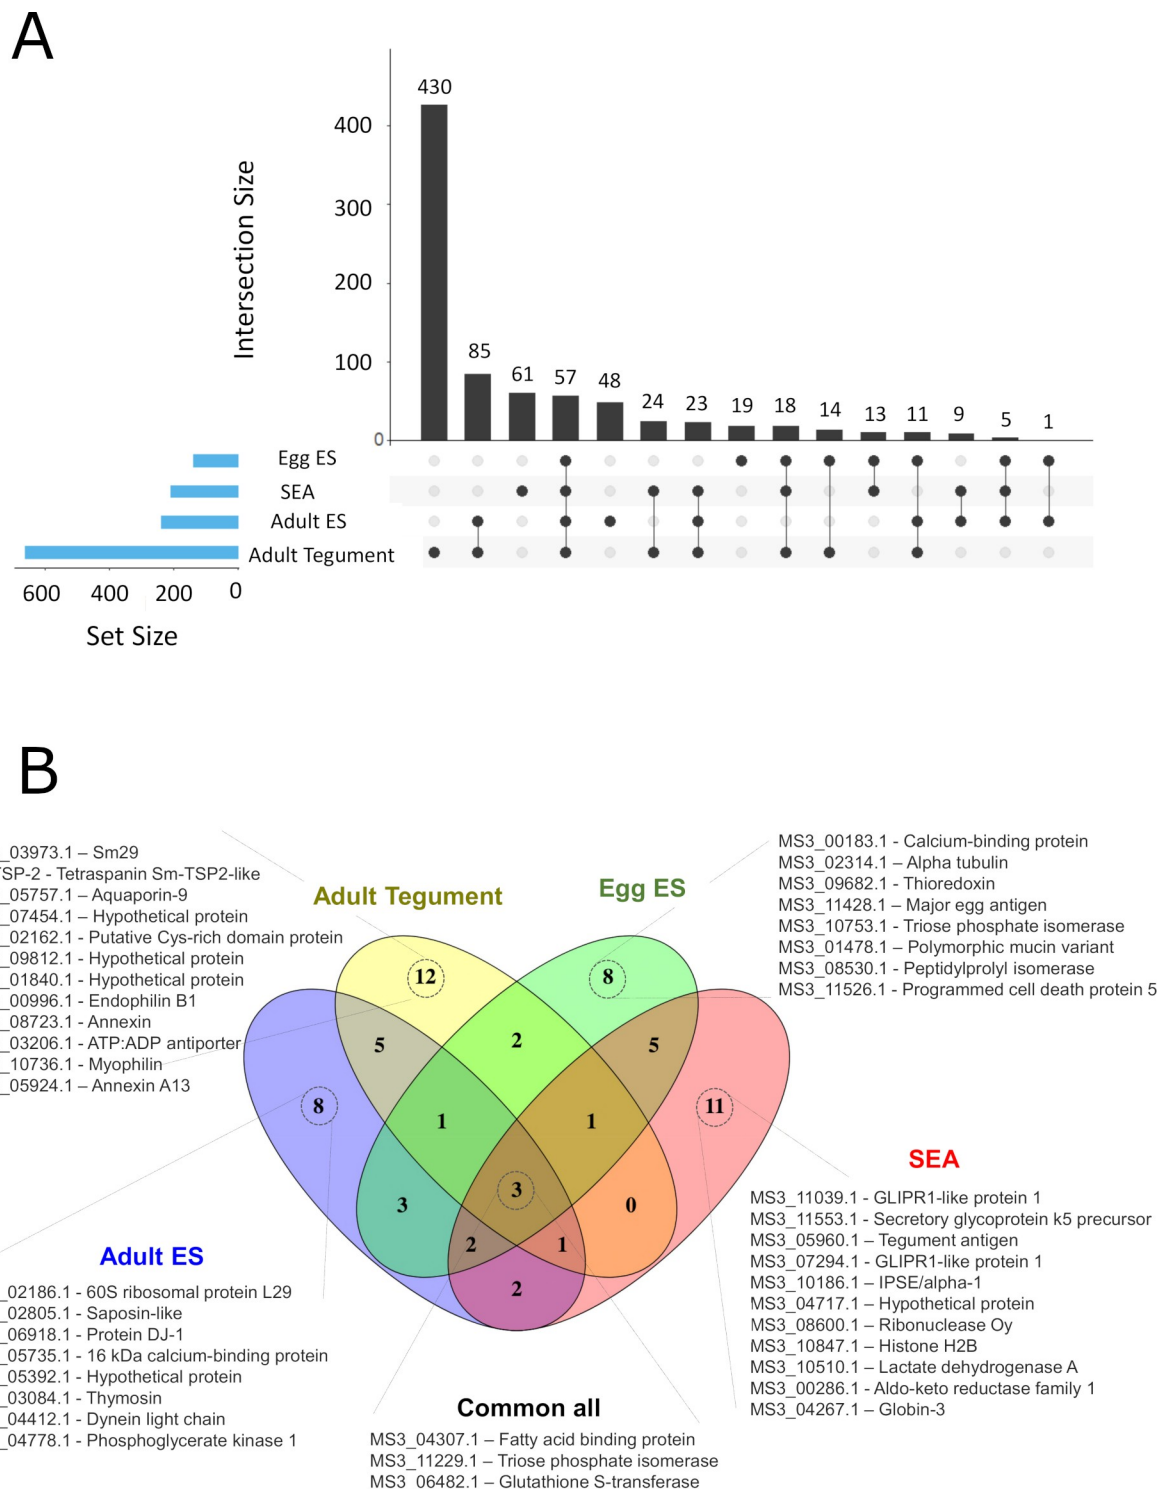 A
430
400
300
200
100
0
Intersection Size
85
61
57
48
24
23
19
18
14
13
11
9
5
1
Egg ES
SEA
Adult ES
Adult Tegument
600 400 200 0
Set Size
B
_03973.1 – Sm29
TSP-2 - Tetraspanin Sm-TSP2-like
_05757.1 – Aquaporin-9
_07454.1 – Hypothetical protein
_02162.1 - Putative Cys-rich domain protein
_09812.1 - Hypothetical protein
_01840.1 - Hypothetical protein
_00996.1 - Endophilin B1
_08723.1 - Annexin
_03206.1 - ATP:ADP antiporter
_10736.1 - Myophilin
_05924.1 – Annexin A13
Adult Tegument
Egg ES
MS3_00183.1 - Calcium-binding protein
MS3_02314.1 – Alpha tubulin
MS3_09682.1 - Thioredoxin
MS3_11428.1 – Major egg antigen
MS3_10753.1 - Triose phosphate isomerase
MS3_01478.1 – Polymorphic mucin variant
MS3_08530.1 – Peptidylprolyl isomerase
MS3_11526.1 - Programmed cell death protein 5
12
8
5
2
5
8
11
1
1
3
3
0
2
1
2
SEA
MS3_11039.1 - GLIPR1-like protein 1
MS3_11553.1 - Secretory glycoprotein k5 precursor
MS3_05960.1 – Tegument antigen
MS3_07294.1 – GLIPR1-like protein 1
MS3_10186.1 – IPSE/alpha-1
MS3_04717.1 – Hypothetical protein
MS3_08600.1 – Ribonuclease Oy
MS3_10847.1 – Histone H2B
MS3_10510.1 – Lactate dehydrogenase A
MS3_00286.1 - Aldo-keto reductase family 1
MS3_04267.1 – Globin-3
Adult ES
_02186.1 - 60S ribosomal protein L29
_02805.1 - Saposin-like
_06918.1 - Protein DJ-1
_05735.1 - 16 kDa calcium-binding protein
_05392.1 - Hypothetical protein
_03084.1 - Thymosin
_04412.1 - Dynein light chain
_04778.1 - Phosphoglycerate kinase 1
Common all
MS3_04307.1 – Fatty acid binding protein
MS3_11229.1 – Triose phosphate isomerase
MS3_06482.1 – Glutathione S-transferase